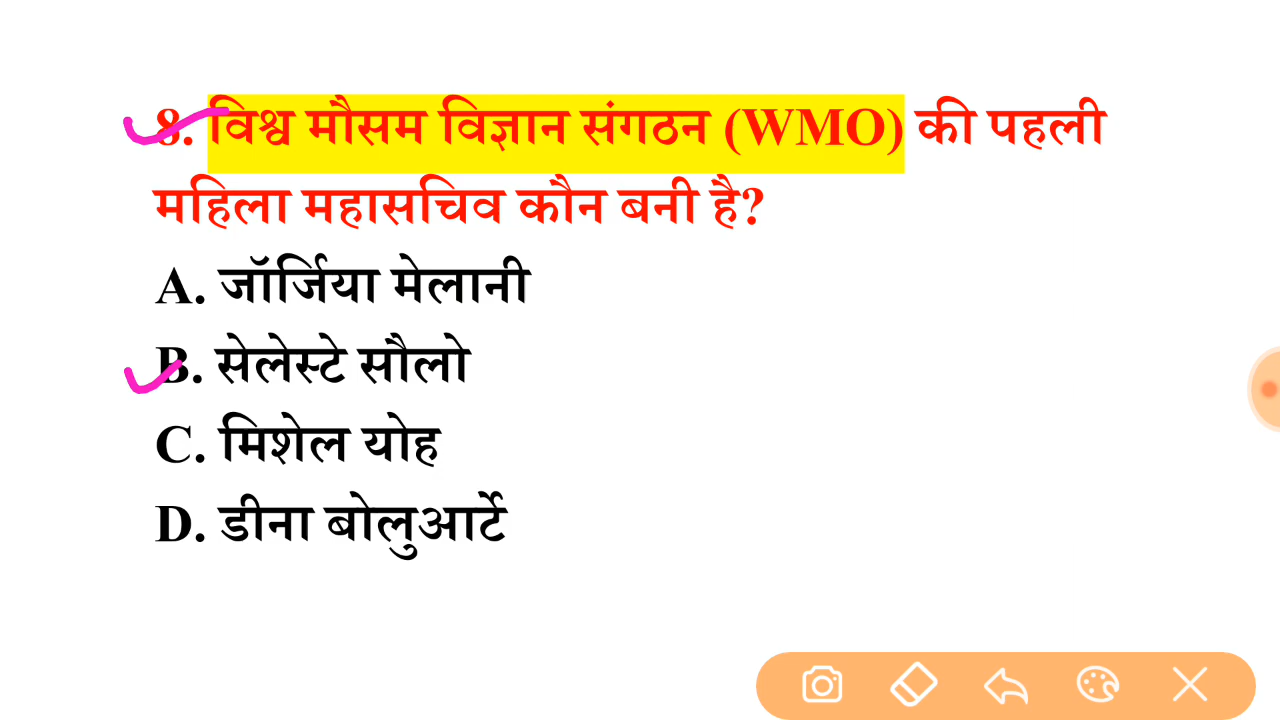 8. विश्व मौसम विज्ञान संगठन (WMO) की पहली
महिला महासचिव कौन बनी है?
A. जॉर्जिया मेलानी
B. सेलेस्टे सौलो
C. मिशेल योह
D. डीना बोलुआर्टे